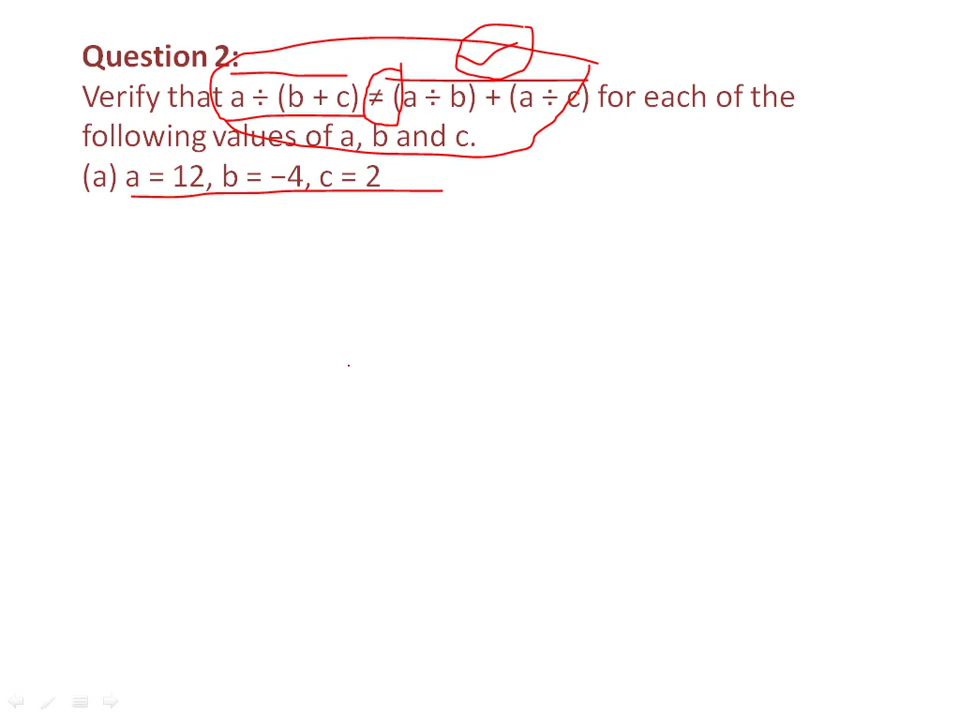 Question 2:
Verify that a ÷ (b + c) ≠ (a ÷ b) + (a ÷ c) for each of the
following values of a, b and c.
(a) a = 12, b = −4, c = 2